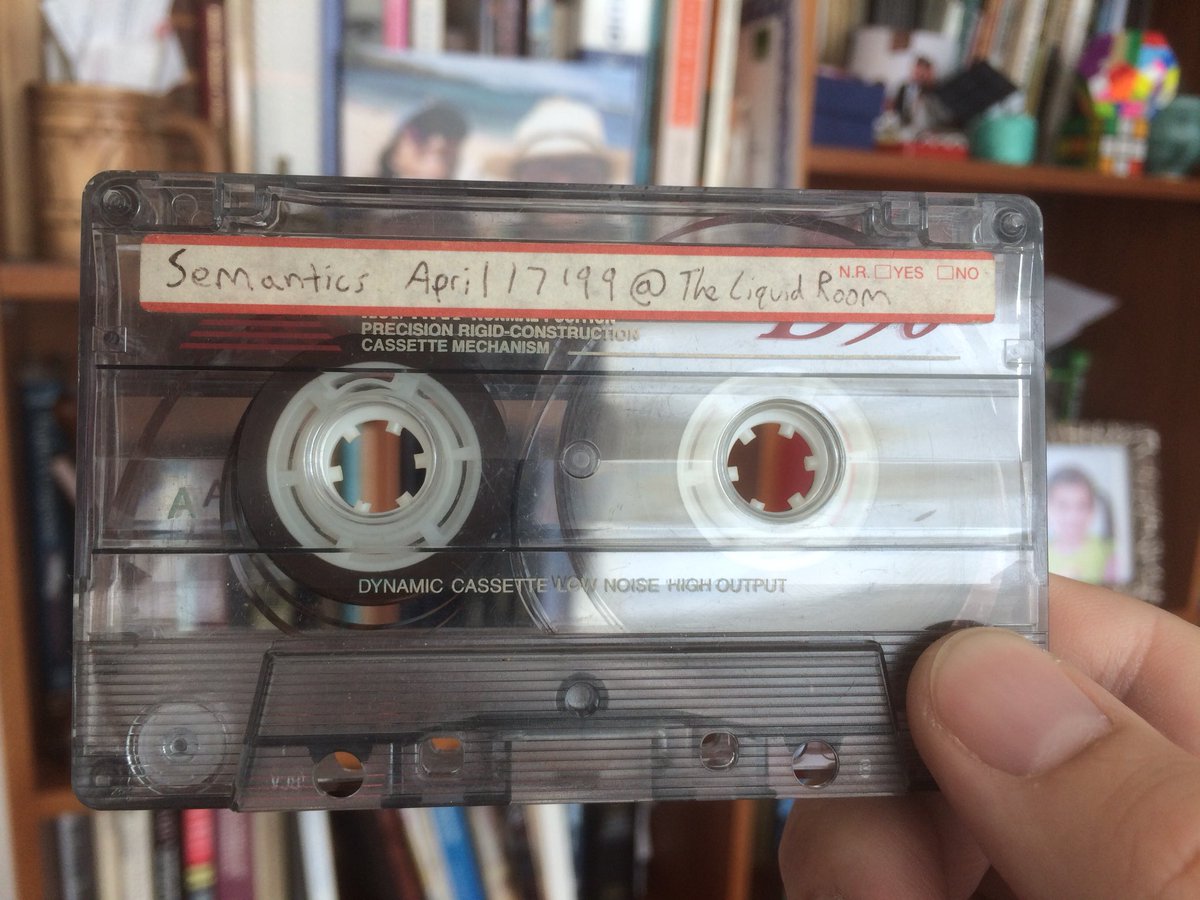 Semantics April 17 '99 @ The Liquid Room
N.R. YES NO
PRECISION RIGID-CONSTRUCTION
CASSETTE MECHANISM
A
DYNAMIC CASSETTE LOW NOISE HIGH OUTPUT